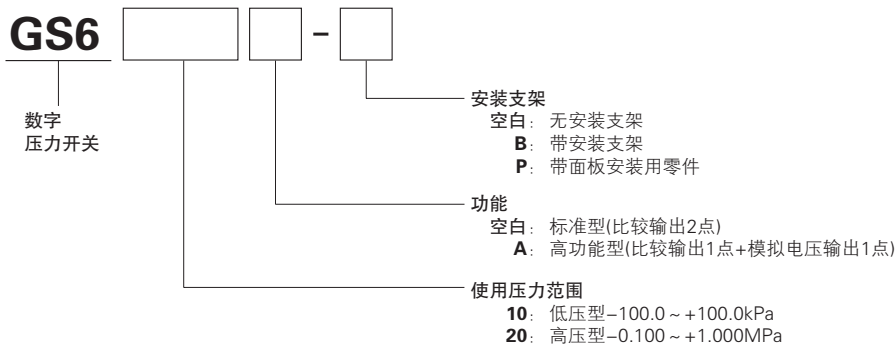 GS6 –
数字
压力开关
安装支架
空白： 无安装支架
B： 带安装支架
P： 带面板安装用零件
功能
空白： 标准型(比较输出2点)
A： 高功能型(比较输出1点+模拟电压输出1点)
使用压力范围
10： 低压型–100.0～+100.0kPa
20： 高压型–0.100～+1.000MPa